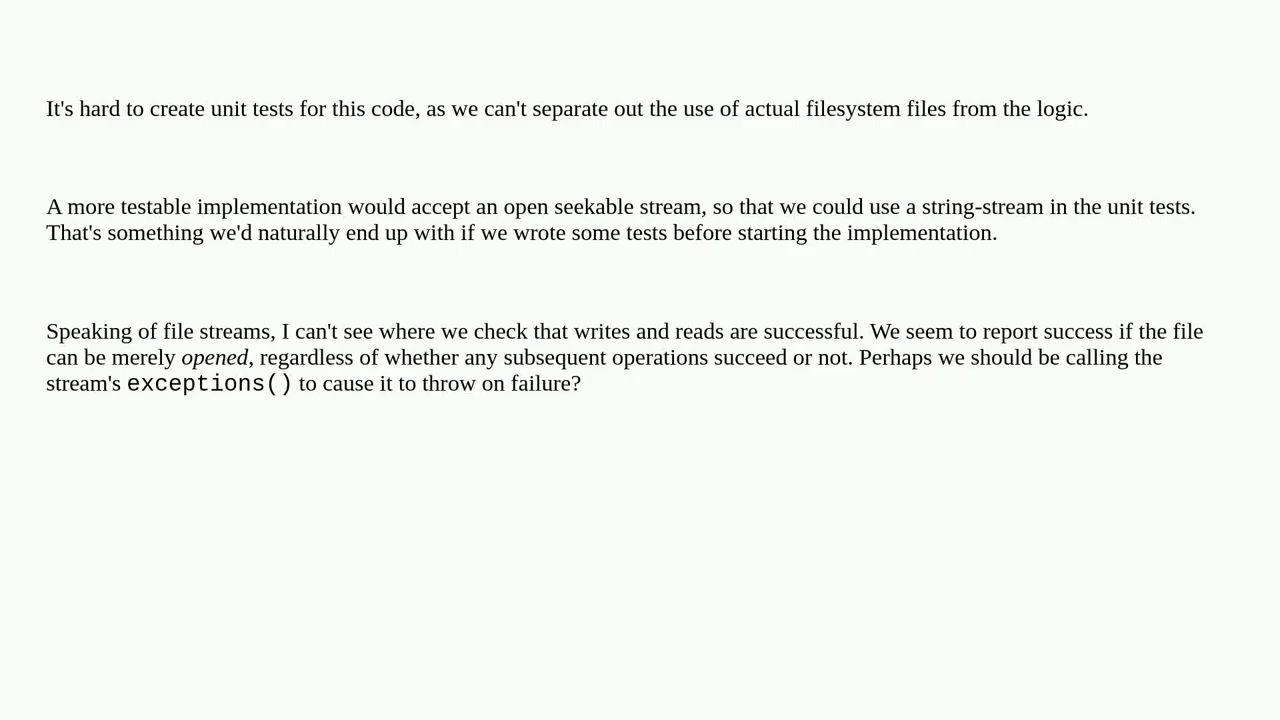 It's hard to create unit tests for this code, as we can't separate out the use of actual filesystem files from the logic.
A more testable implementation would accept an open seekable stream, so that we could use a string-stream in the unit tests.
That's something we'd naturally end up with if we wrote some tests before starting the implementation.
Speaking of file streams, I can't see where we check that writes and reads are successful. We seem to report success if the file
can be merely opened, regardless of whether any subsequent operations succeed or not. Perhaps we should be calling the
stream's exceptions() to cause it to throw on failure?